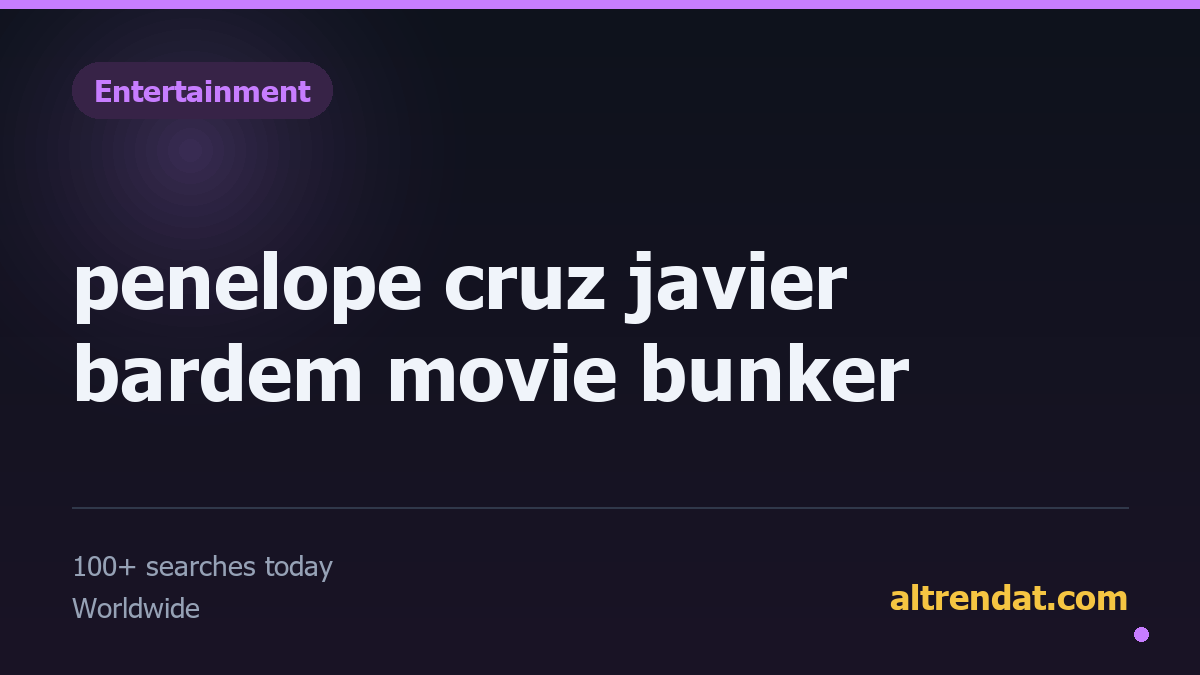 Entertainment
penelope cruz javier
bardem movie bunker
100+ searches today
Worldwide
altrendat.com